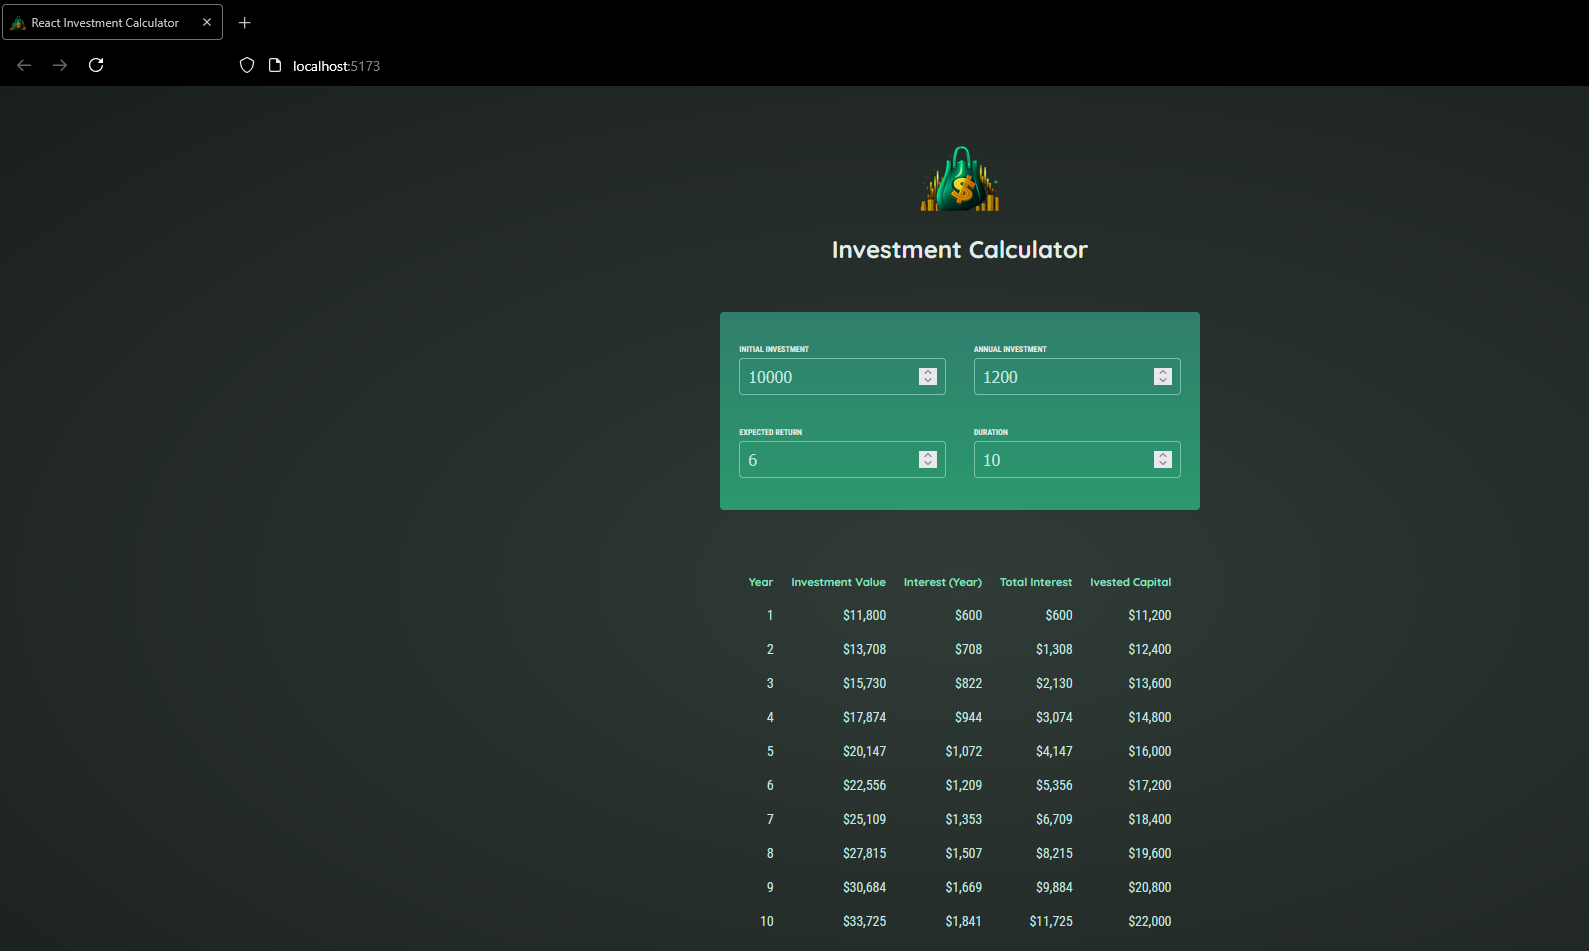 React Investment Calculator
localhost:5173
$
Investment Calculator
INITIAL INVESTMENT ANNUAL INVESTMENT
10000 1200
EXPECTED RETURN DURATION
6 10
Year Investment Value Interest (Year) Total Interest Ivested Capital
1 $11,800 $600 $600 $11,200
2 $13,708 $708 $1,308 $12,400
3 $15,730 $822 $2,130 $13,600
4 $17,874 $944 $3,074 $14,800
5 $20,147 $1,072 $4,147 $16,000
6 $22,556 $1,209 $5,356 $17,200
7 $25,109 $1,353 $6,709 $18,400
8 $27,815 $1,507 $8,215 $19,600
9 $30,684 $1,669 $9,884 $20,800
10 $33,725 $1,841 $11,725 $22,000